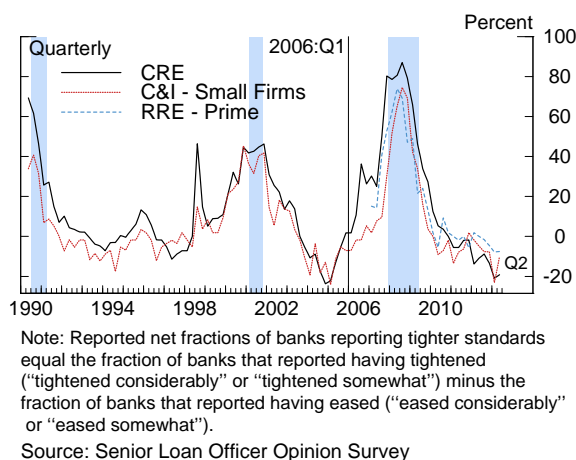 Percent
Quarterly
2006:Q1
CRE
C&I - Small Firms
RRE - Prime
100
80
60
40
20
0
-20
Q2
1990 1994 1998 2002 2006 2010
Note: Reported net fractions of banks reporting tighter standards
equal the fraction of banks that reported having tightened
(‘‘tightened considerably’’ or ‘‘tightened somewhat’’) minus the
fraction of banks that reported having eased (‘‘eased considerably’’
or ‘‘eased somewhat’’).
Source: Senior Loan Officer Opinion Survey